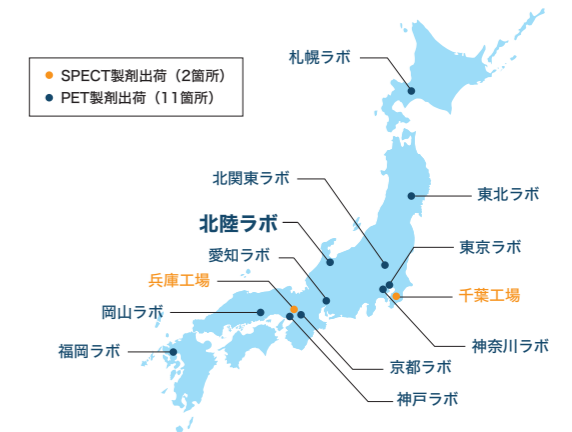 札幌ラボ
SPECT製剤出荷（2箇所）
PET製剤出荷（11箇所）
北関東ラボ
東北ラボ
北陸ラボ
東京ラボ
愛知ラボ
兵庫工場
千葉工場
岡山ラボ
神奈川ラボ
福岡ラボ
京都ラボ
神戸ラボ